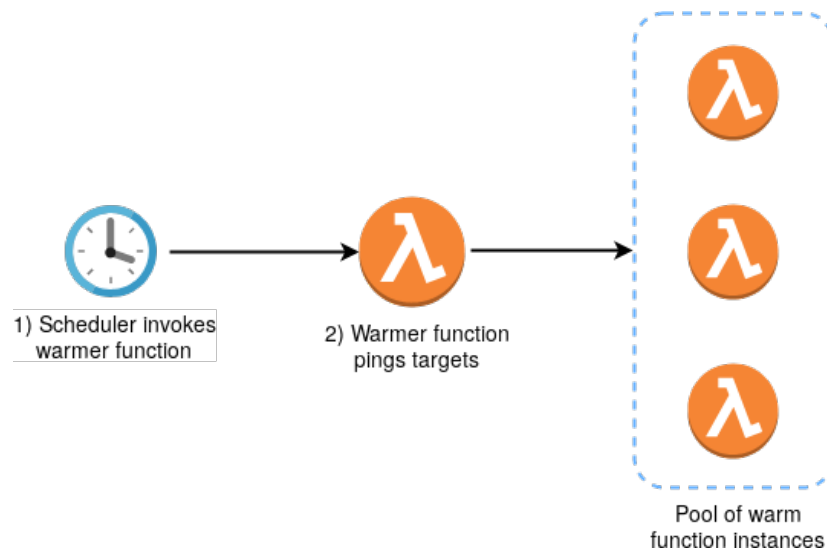 1) Scheduler invokes
warmer function
2) Warmer function
pings targets
Pool of warm
function instances